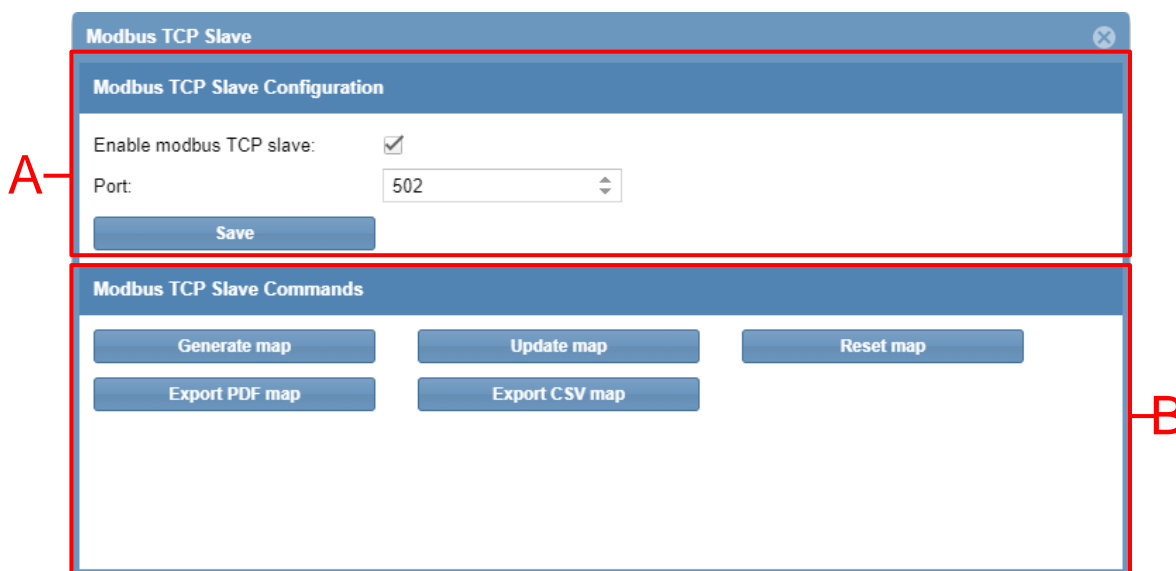 Modbus TCP Slave
Modbus TCP Slave Configuration
Enable modbus TCP slave:
A
Port: 502
Save
Modbus TCP Slave Commands
Generate map Update map Reset map
Export PDF map Export CSV map
B